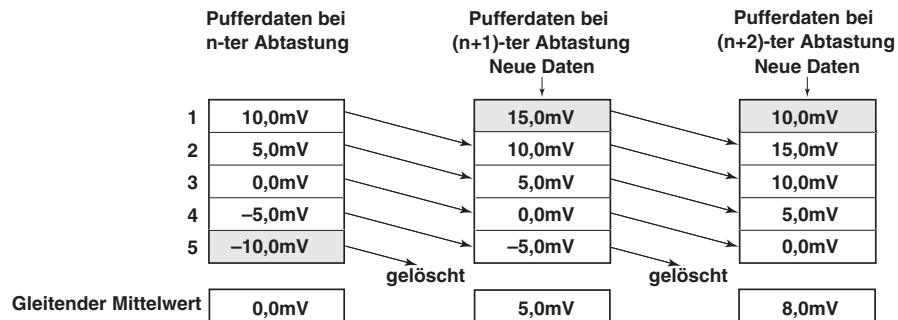 Pufferdaten bei
n-ter Abtastung
Pufferdaten bei
(n+1)-ter Abtastung
Neue Daten
Pufferdaten bei
(n+2)-ter Abtastung
Neue Daten
1 10,0mV 15,0mV 10,0mV
2 5,0mV 10,0mV 15,0mV
3 0,0mV 5,0mV 10,0mV
4 –5,0mV 0,0mV 5,0mV
5 –10,0mV –5,0mV 0,0mV
gelöscht gelöscht
Gleitender Mittelwert 0,0mV 5,0mV 8,0mV